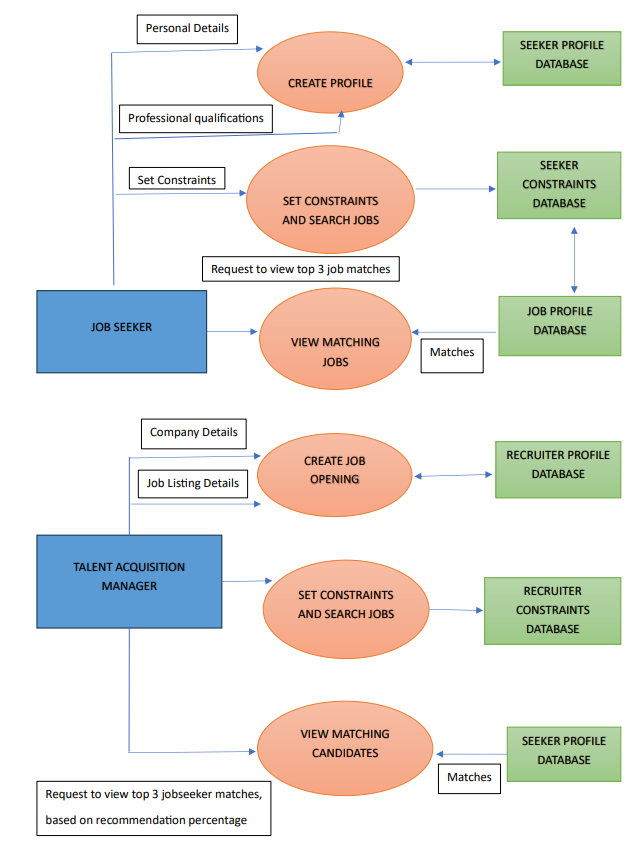 Personal Details
SEEKER PROFILE
DATABASE
CREATE PROFILE
Professional qualifications
Set Constraints
SEEKER
CONSTRAINTS
DATABASE
SET CONSTRAINTS
AND SEARCH JOBS
Request to view top 3 job matches
JOB SEEKER
VIEW MATCHING
JOBS
JOB PROFILE
DATABASE
Matches
Company Details
Job Listing Details
CREATE JOB
OPENING
RECRUITER PROFILE
DATABASE
TALENT ACQUISITION
MANAGER
SET CONSTRAINTS
AND SEARCH JOBS
RECRUITER
CONSTRAINTS
DATABASE
VIEW MATCHING
CANDIDATES
SEEKER PROFILE
DATABASE
Matches
Request to view top 3 jobseeker matches,
based on recommendation percentage